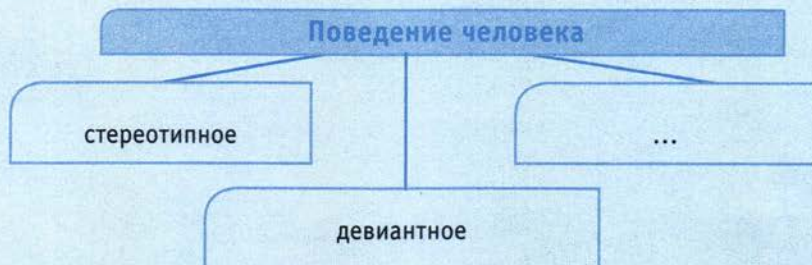 Поведение человека
стереотипное
...
девиантное